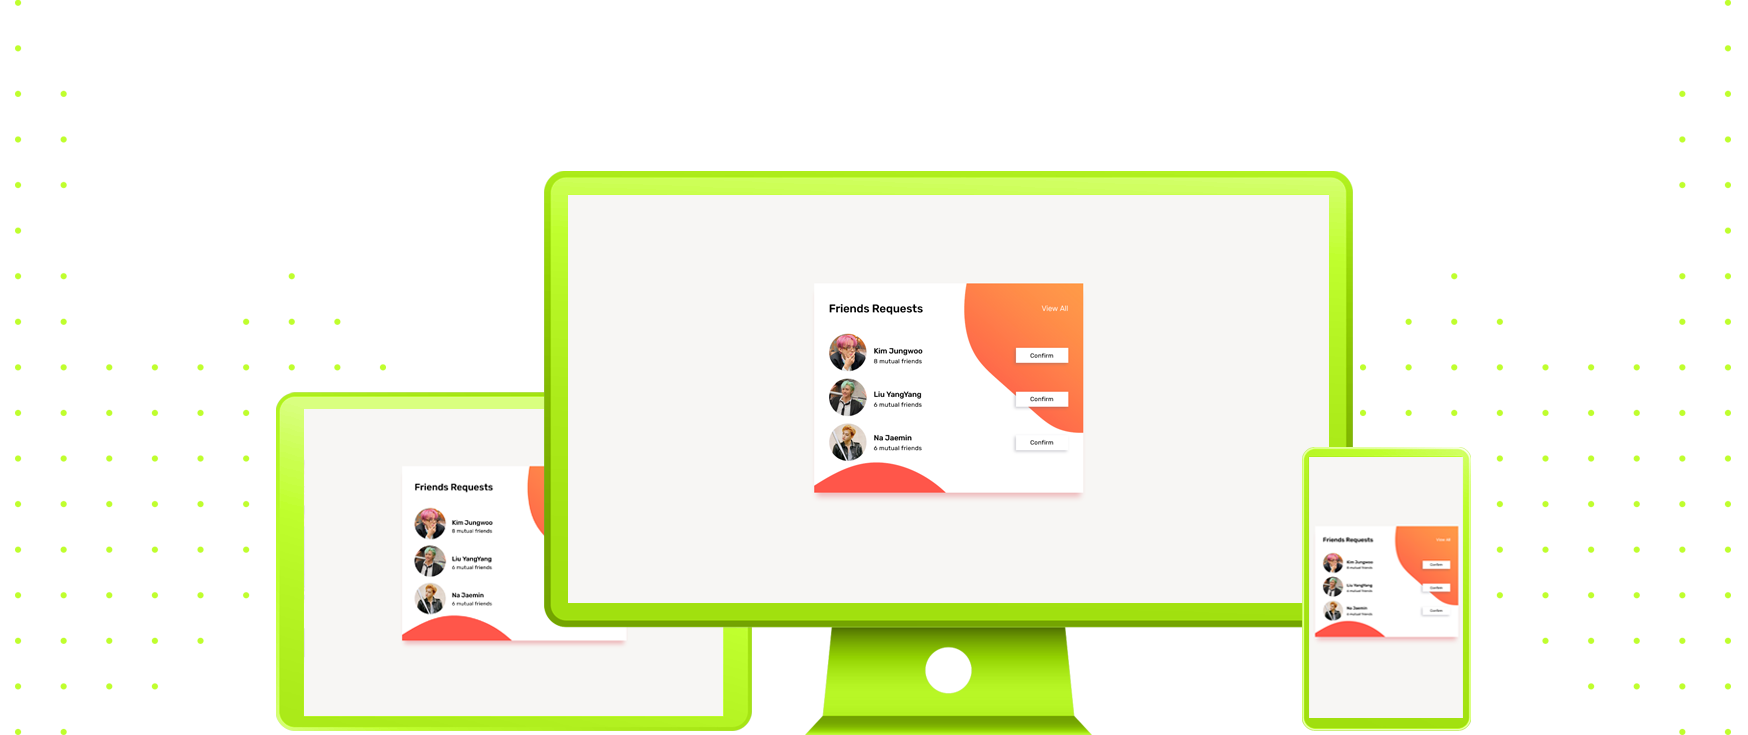 Friends Requests
View All
Kim Jungwoo
8 mutual friends
Confirm
Liu YangYang
6 mutual friends
Confirm
Na Jaemin
6 mutual friends
Confirm
Friends Requests
Kim Jungwoo
8 mutual friends
Liu YangYang
6 mutual friends
Na Jaemin
6 mutual friends
Friends Requests
View All
Kim Jungwoo
8 mutual friends
Confirm
Liu YangYang
6 mutual friends
Confirm
Na Jaemin
6 mutual friends
Confirm